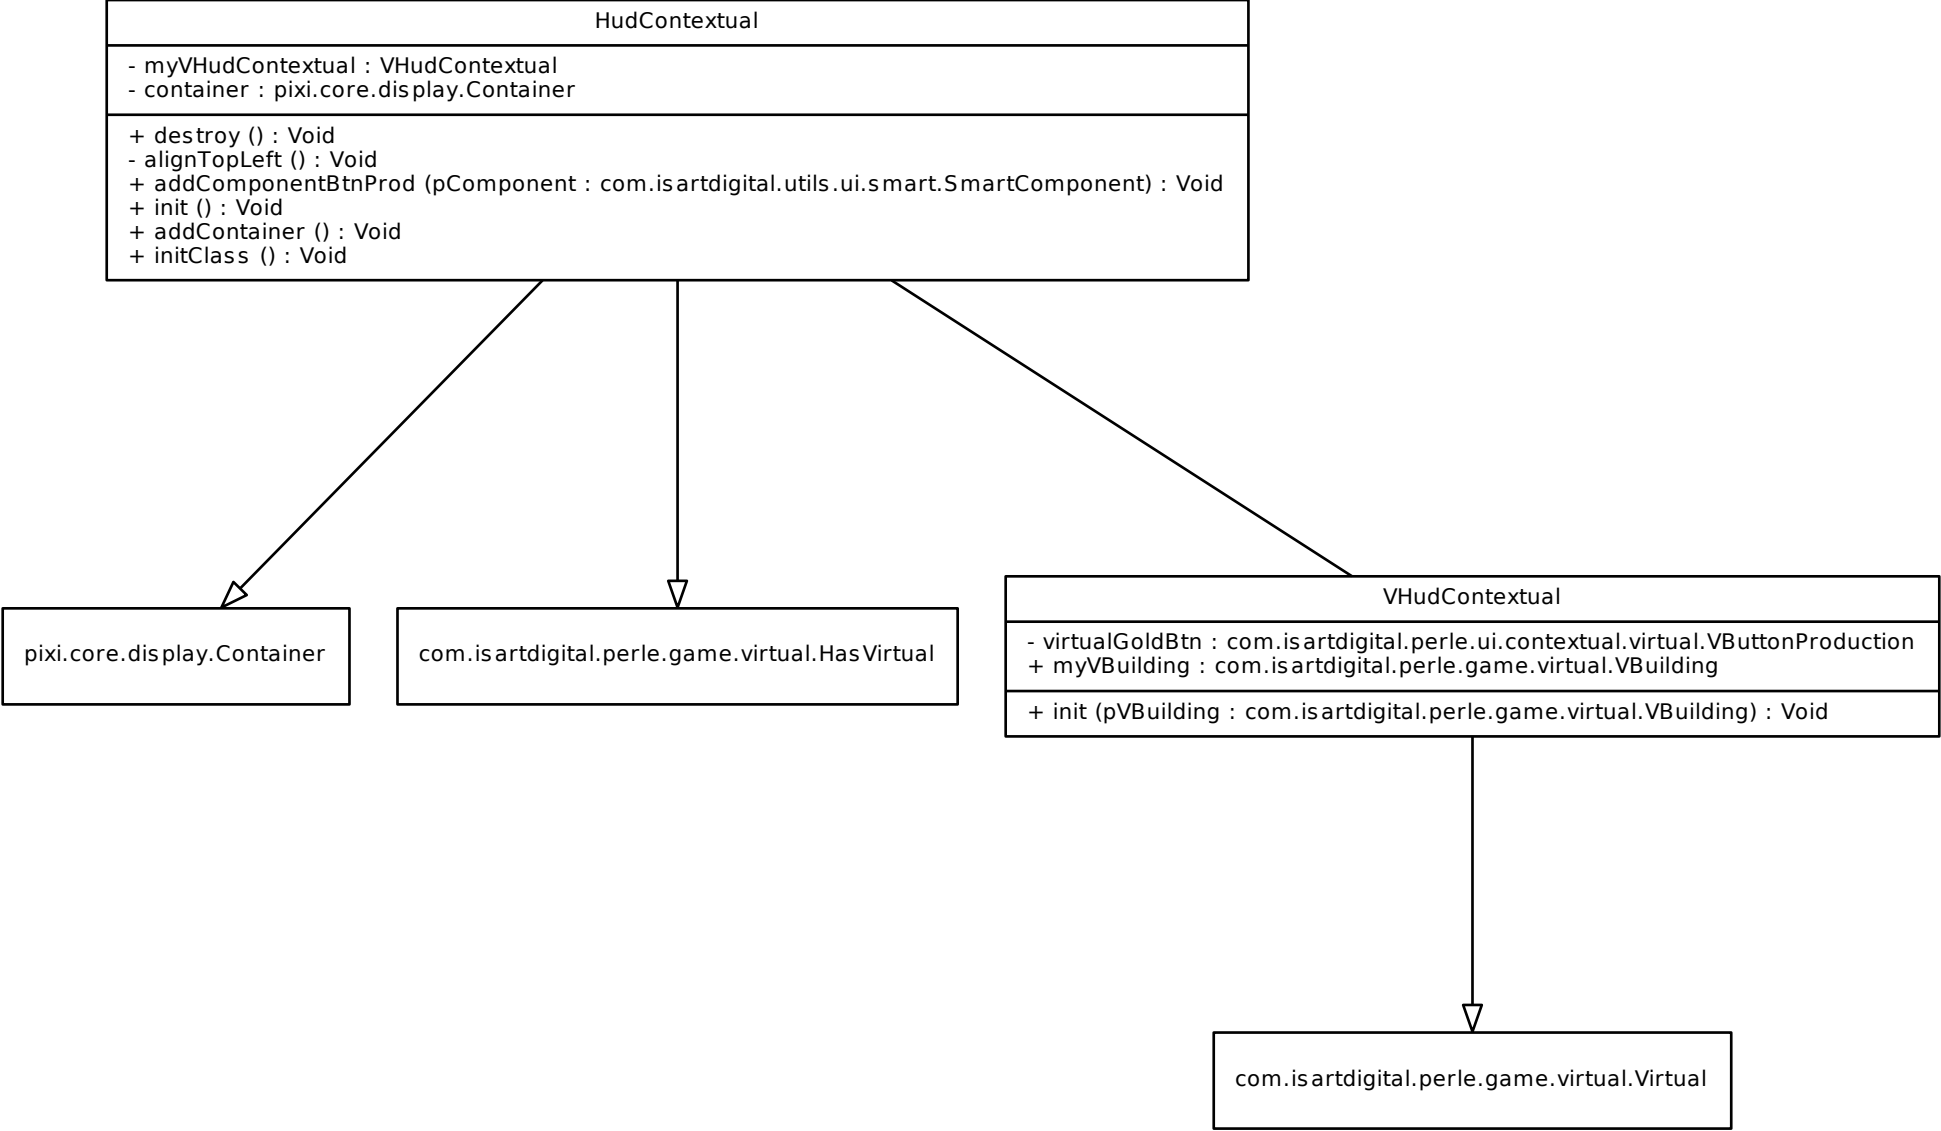 HudContextual
- myVHudContextual : VHudContextual
- container : pixi.core.display.Container
+ destroy () : Void
- alignTopLeft () : Void
+ addComponentBtnProd (pComponent : com.isartdigital.utils.ui.smart.SmartComponent) : Void
+ init () : Void
+ addContainer () : Void
+ initClass () : Void
pixi.core.display.Container
com.isartdigital.perle.game.virtual.HasVirtual
VHudContextual
- virtualGoldBtn : com.isartdigital.perle.ui.contextual.virtual.VButtonProduction
+ myVBuilding : com.isartdigital.perle.game.virtual.VBuilding
+ init (pVBuilding : com.isartdigital.perle.game.virtual.VBuilding) : Void
com.isartdigital.perle.game.virtual.Virtual